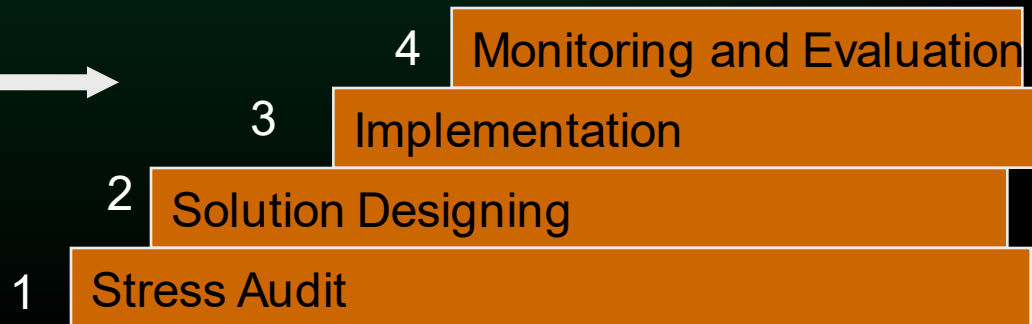 4 Monitoring and Evaluation
3 Implementation
2 Solution Designing
1 Stress Audit